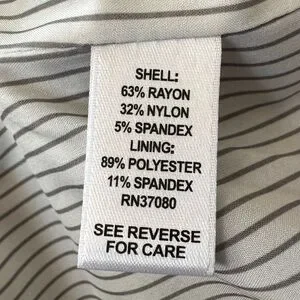 SHELL:
63% RAYON
32% NYLON
5% SPANDEX
LINING:
89% POLYESTER
11% SPANDEX
RN37080
SEE REVERSE
FOR CARE